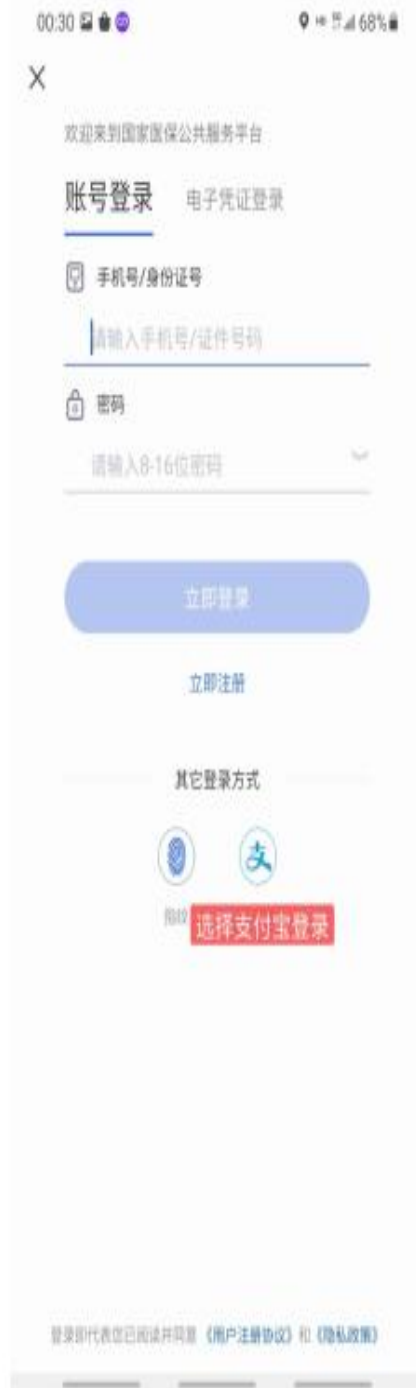 00:30
68%
欢迎来到国家医保公共服务平台
账号登录 电子凭证登录
手机号/身份证号
请输入手机号/证件号码
密码
请输入8-16位密码
立即登录
立即注册
其它登录方式
支
指纹 选择支付宝登录
登录即代表您已阅读并同意《用户注册协议》和《隐私政策》